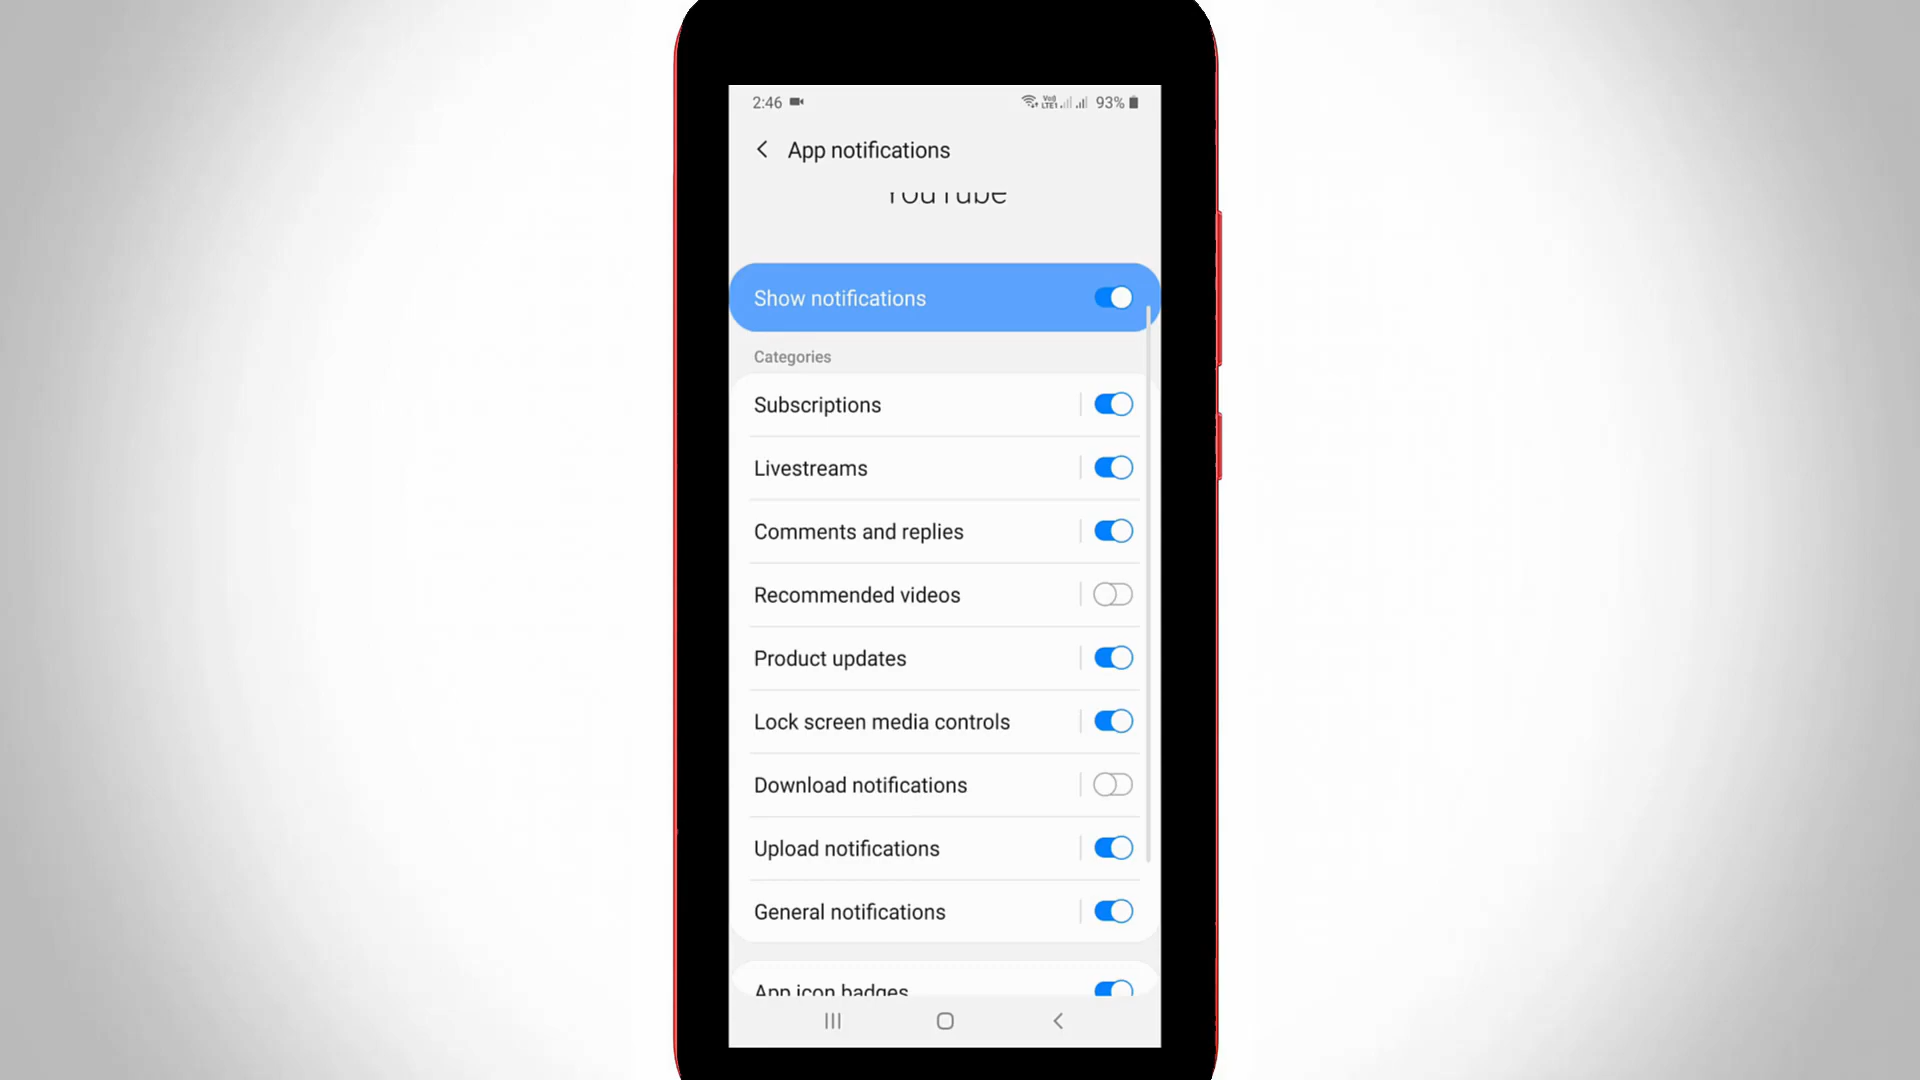 2:46 93%
App notifications
YouTube
Show notifications
Categories
Subscriptions
Livestreams
Comments and replies
Recommended videos
Product updates
Lock screen media controls
Download notifications
Upload notifications
General notifications
App icon badges